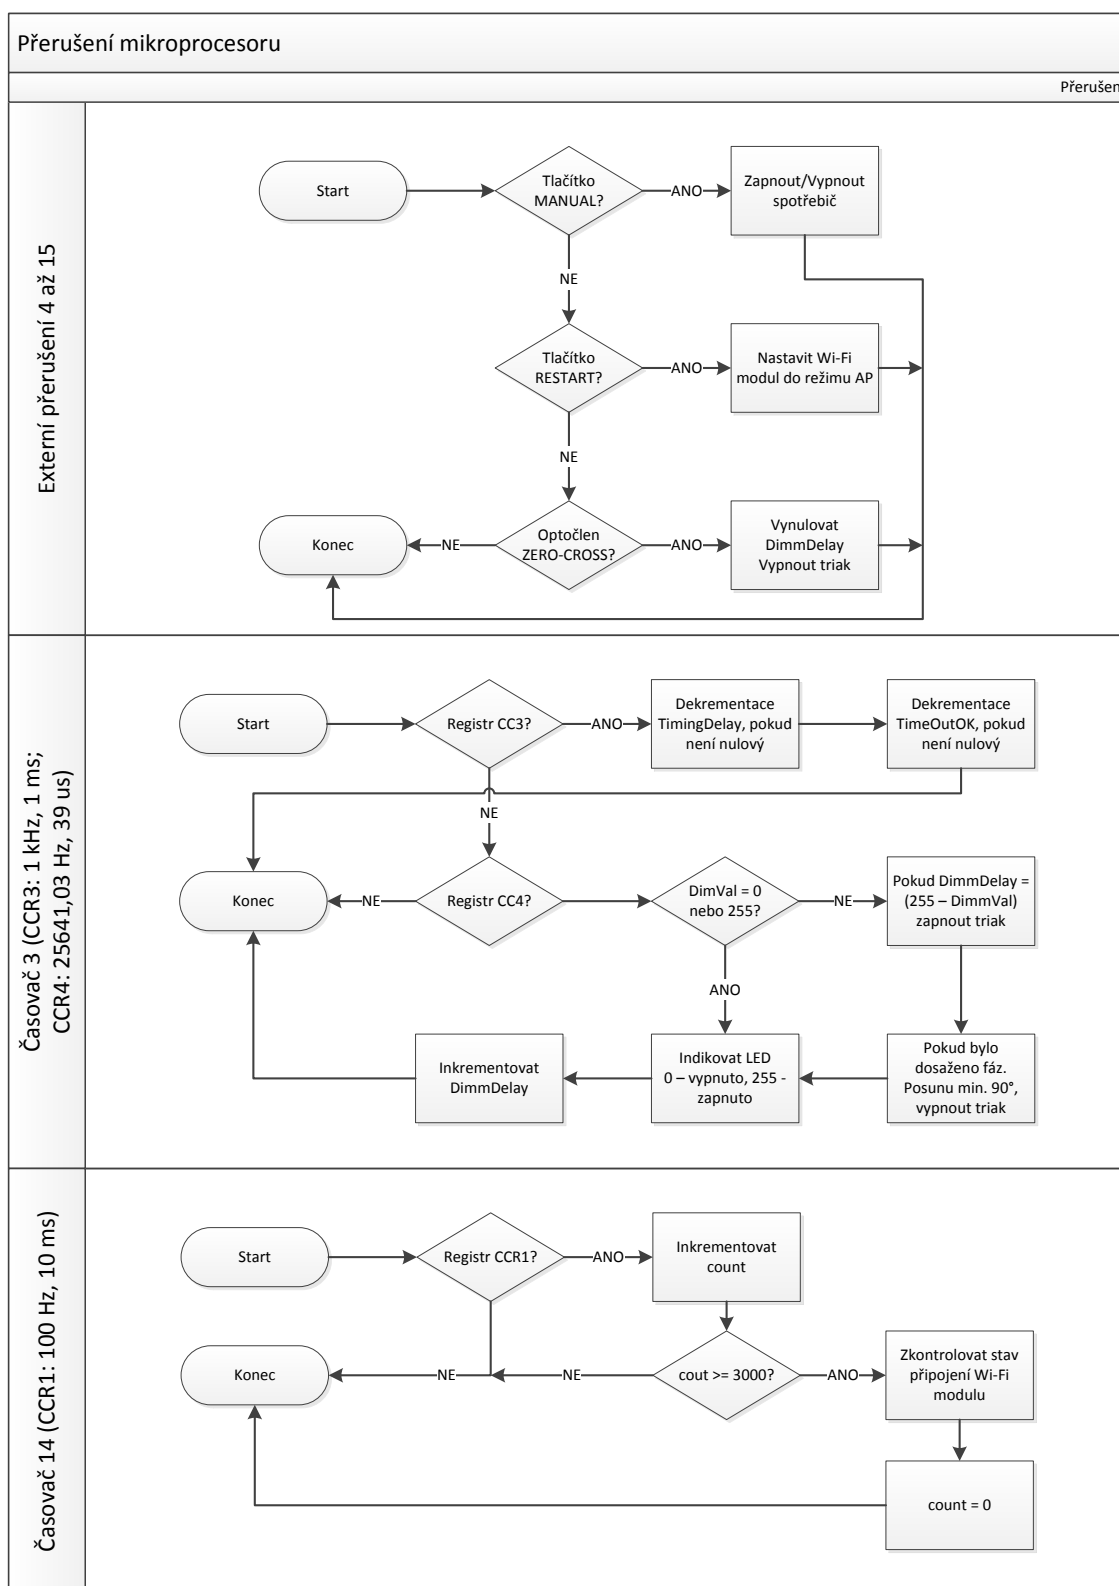 Přerušení mikroprocesoru
Přerušen
Externí přerušení 4 až 15
Start
Tlačítko
MANUAL?
ANO
Zapnout/Vypnout
spotřebič
NE
Tlačítko
RESTART?
ANO
Nastavit Wi-Fi
modul do režimu AP
NE
Konec
NE
Optočlen
ZERO-CROSS?
ANO
Vynulovat
DimmDelay
Vypnout triak
Časovač 3 (CCR3: 1 kHz, 1 ms;
CCR4: 25641,03 Hz, 39 us)
Start
Registr CC3?
ANO
Dekrementace
TimingDelay, pokud
není nulový
Dekrementace
TimeOutOK, pokud
není nulový
NE
Konec
NE
Registr CC4?
DimVal = 0
nebo 255?
NE
Pokud DimmDelay =
(255 – DimmVal)
zapnout triak
ANO
Inkrementovat
DimmDelay
Indikovat LED
0 – vypnuto, 255 -
zapnuto
Pokud bylo
dosaženo fáz.
Posunu min. 90°,
vypnout triak
Časovač 14 (CCR1: 100 Hz, 10 ms)
Start
Registr CCR1?
ANO
Inkrementovat
count
Konec
NE
NE
cout >= 3000?
ANO
Zkontrolovat stav
připojení Wi-Fi
modulu
count = 0